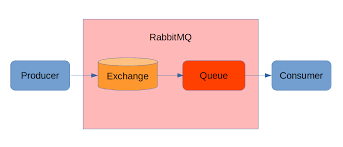 RabbitMQ
Producer
Exchange
Queue
Consumer